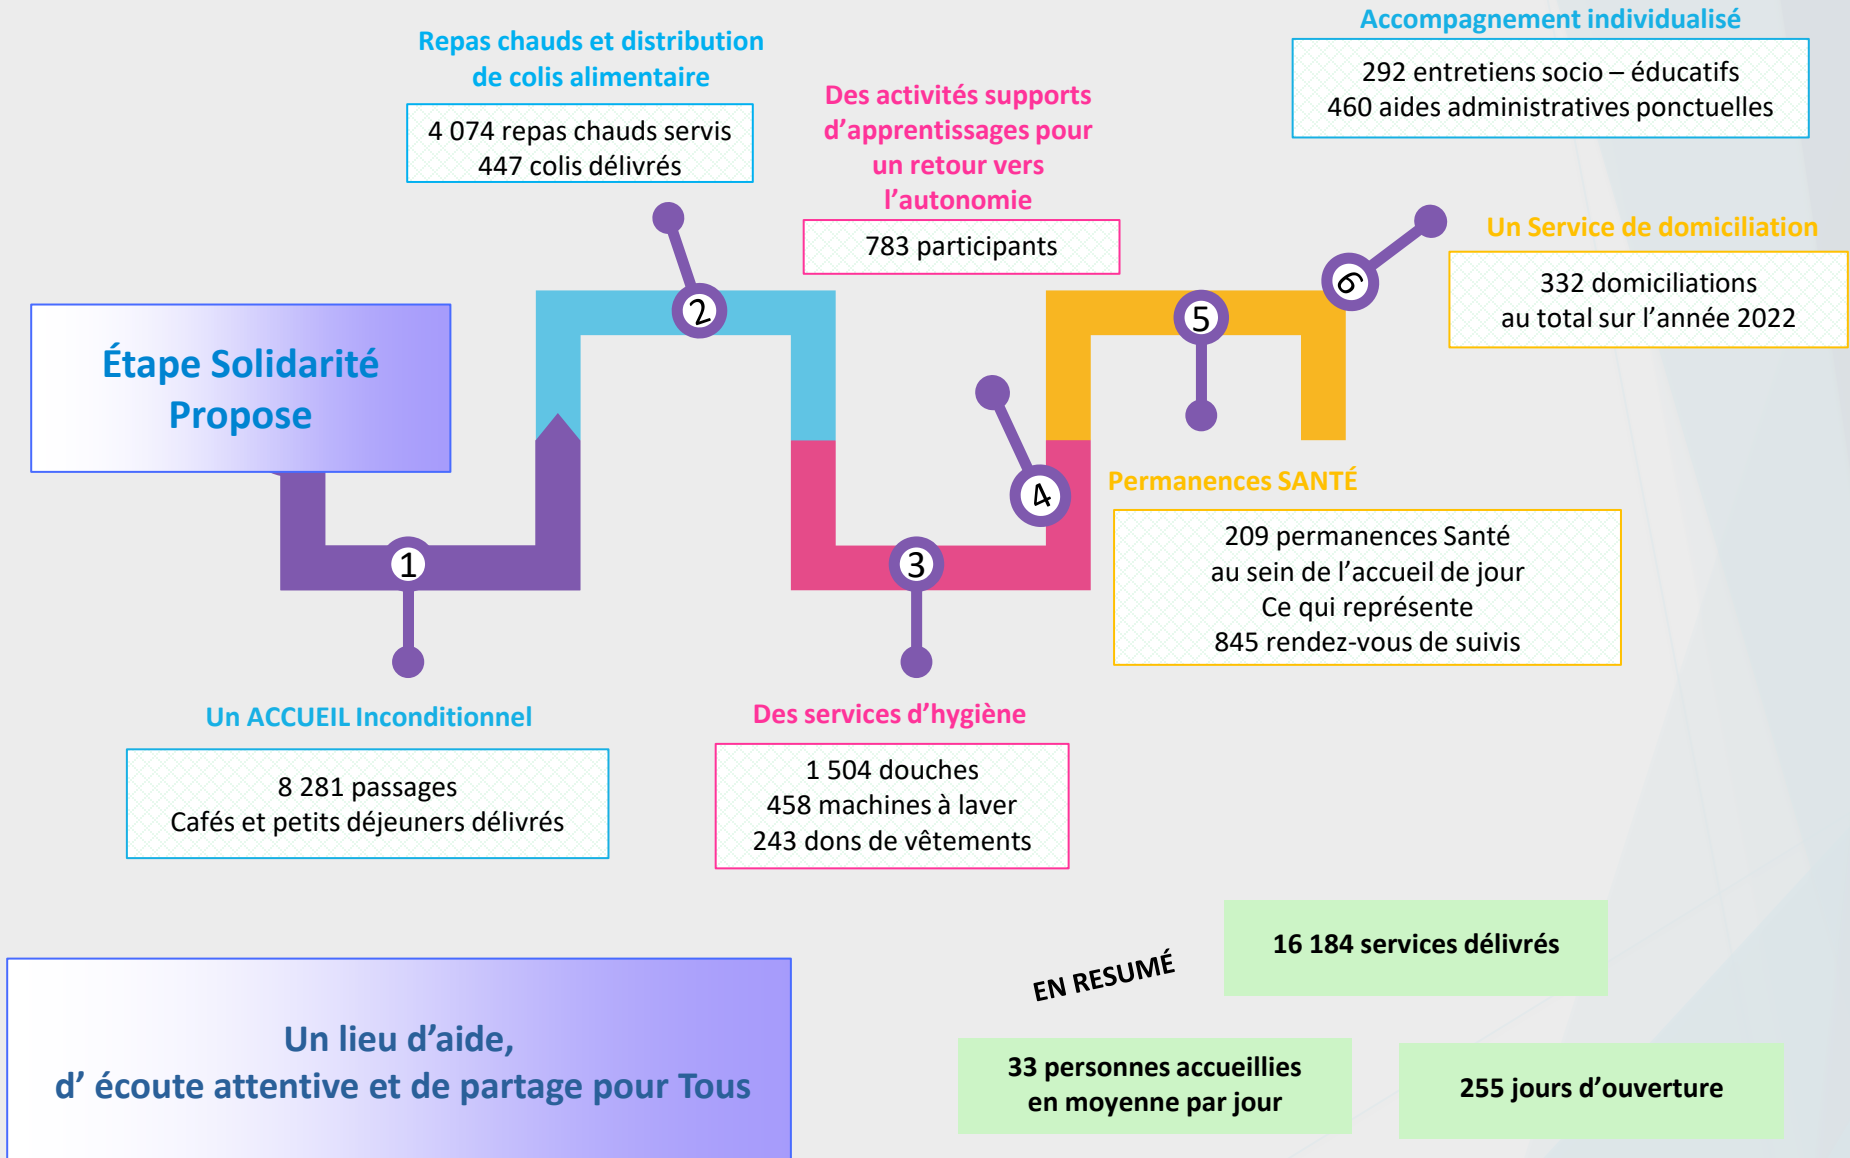 Étape Solidarité
Propose
1
Un ACCUEIL Inconditionnel
8 281 passages
Cafés et petits déjeuners délivrés
Repas chauds et distribution
de colis alimentaire
4 074 repas chauds servis
447 colis délivrés
2
Des services d’hygiène
1 504 douches
458 machines à laver
243 dons de vêtements
3
Des activités supports
d’apprentissages pour
un retour vers
l’autonomie
783 participants
4
Permanences SANTÉ
209 permanences Santé
au sein de l’accueil de jour
Ce qui représente
845 rendez-vous de suivis
5
Accompagnement individualisé
292 entretiens socio – éducatifs
460 aides administratives ponctuelles
6
Un Service de domiciliation
332 domiciliations
au total sur l’année 2022
Un lieu d’aide,
d’ écoute attentive et de partage pour Tous
EN RESUMÉ
16 184 services délivrés
33 personnes accueillies
en moyenne par jour
255 jours d’ouverture